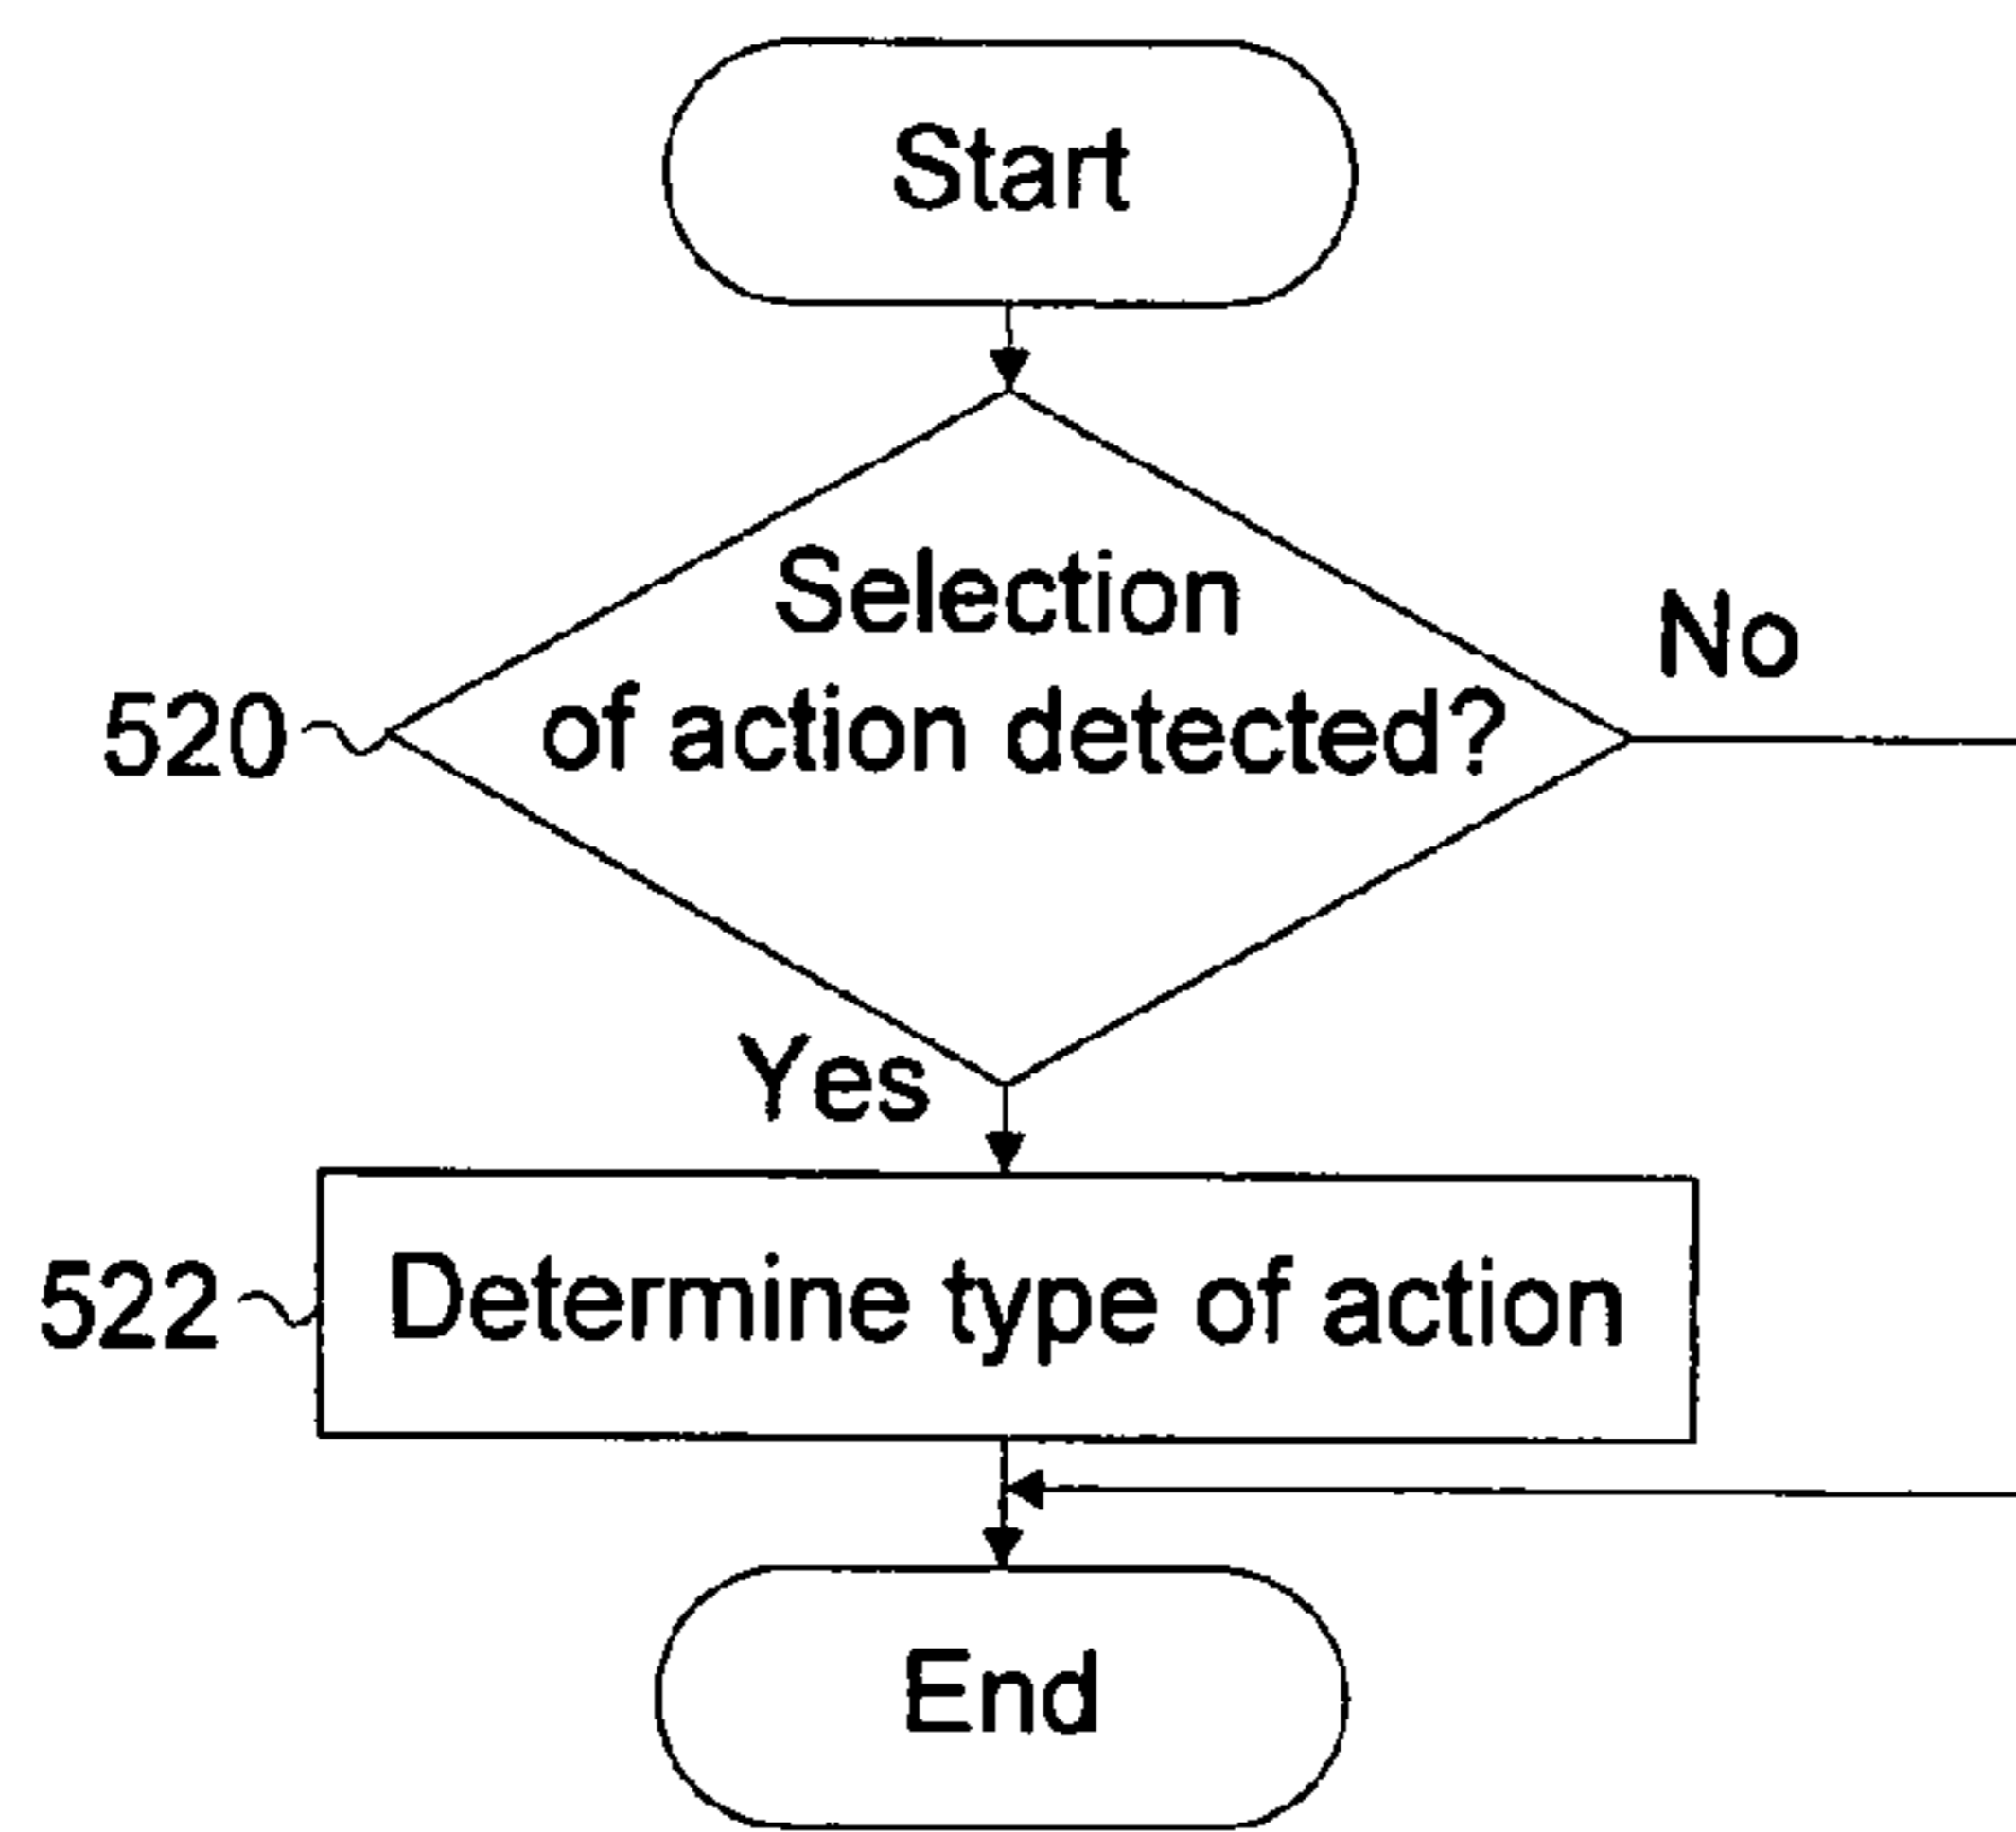 Start
Selection
of action detected?
No
520
Yes
522
Determine type of action
End